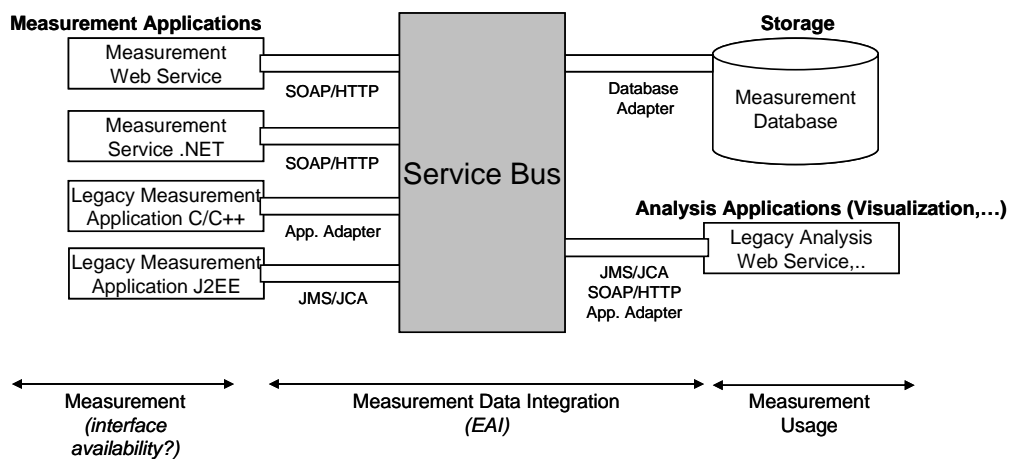 Measurement Applications
Measurement
Web Service
SOAP/HTTP
Measurement
Service .NET
SOAP/HTTP
Legacy Measurement
Application C/C++
App. Adapter
Legacy Measurement
Application J2EE
JMS/JCA
Service Bus
Storage
Database
Adapter
Measurement
Database
Analysis Applications (Visualization,...)
Legacy Analysis
Web Service,..
JMS/JCA
SOAP/HTTP
App. Adapter
Measurement
(interface
availability?)
Measurement Data Integration
(EAI)
Measurement
Usage